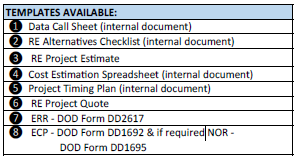 TEMPLATES AVAILABLE:
❶ Data Call Sheet (internal document)
❷ RE Alternatives Checklist (internal document)
❸ RE Project Estimate
❹ Cost Estimation Spreadsheet (internal document)
❺ Project Timing Plan (internal document)
❻ RE Project Quote
❼ ERR - DOD Form DD2617
❽ ECP - DOD Form DD1692 & if required NOR -
DOD Form DD1695